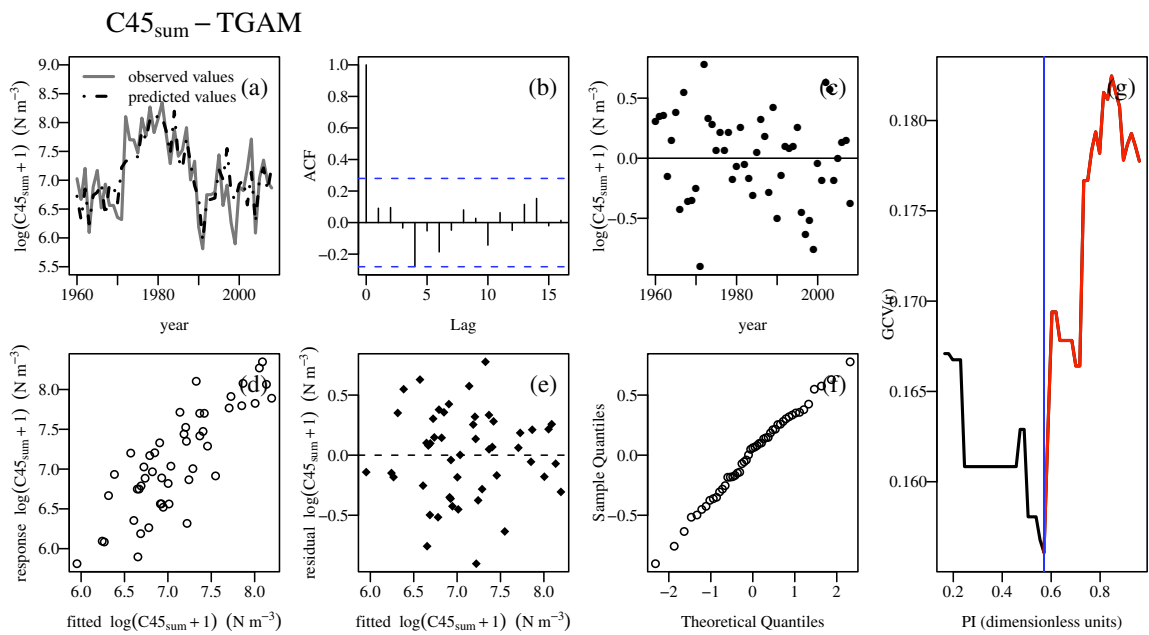 C45sum − TGAM
(a)
observed values
predicted values
log(C45sum + 1) (N m−3)
9.0
8.5
8.0
7.5
7.0
6.5
6.0
5.5
1960 1980 2000
year
(b)
ACF
1.0
0.8
0.6
0.4
0.2
0.0
−0.2
0 5 10 15
Lag
(c)
log(C45sum + 1) (N m−3)
0.5
0.0
−0.5
1960 1980 2000
year
(d)
response log(C45sum + 1) (N m−3)
8.0
7.5
7.0
6.5
6.0
6.0 6.5 7.0 7.5 8.0
fitted log(C45sum + 1) (N m−3)
(e)
residual log(C45sum + 1) (N m−3)
0.5
0.0
−0.5
6.0 6.5 7.0 7.5 8.0
fitted log(C45sum + 1) (N m−3)
(f)
Sample Quantiles
0.5
0.0
−0.5
−2 −1 0 1 2
Theoretical Quantiles
(g)
GCV(r)
0.180
0.175
0.170
0.165
0.160
0.2 0.4 0.6 0.8
PI (dimensionless units)